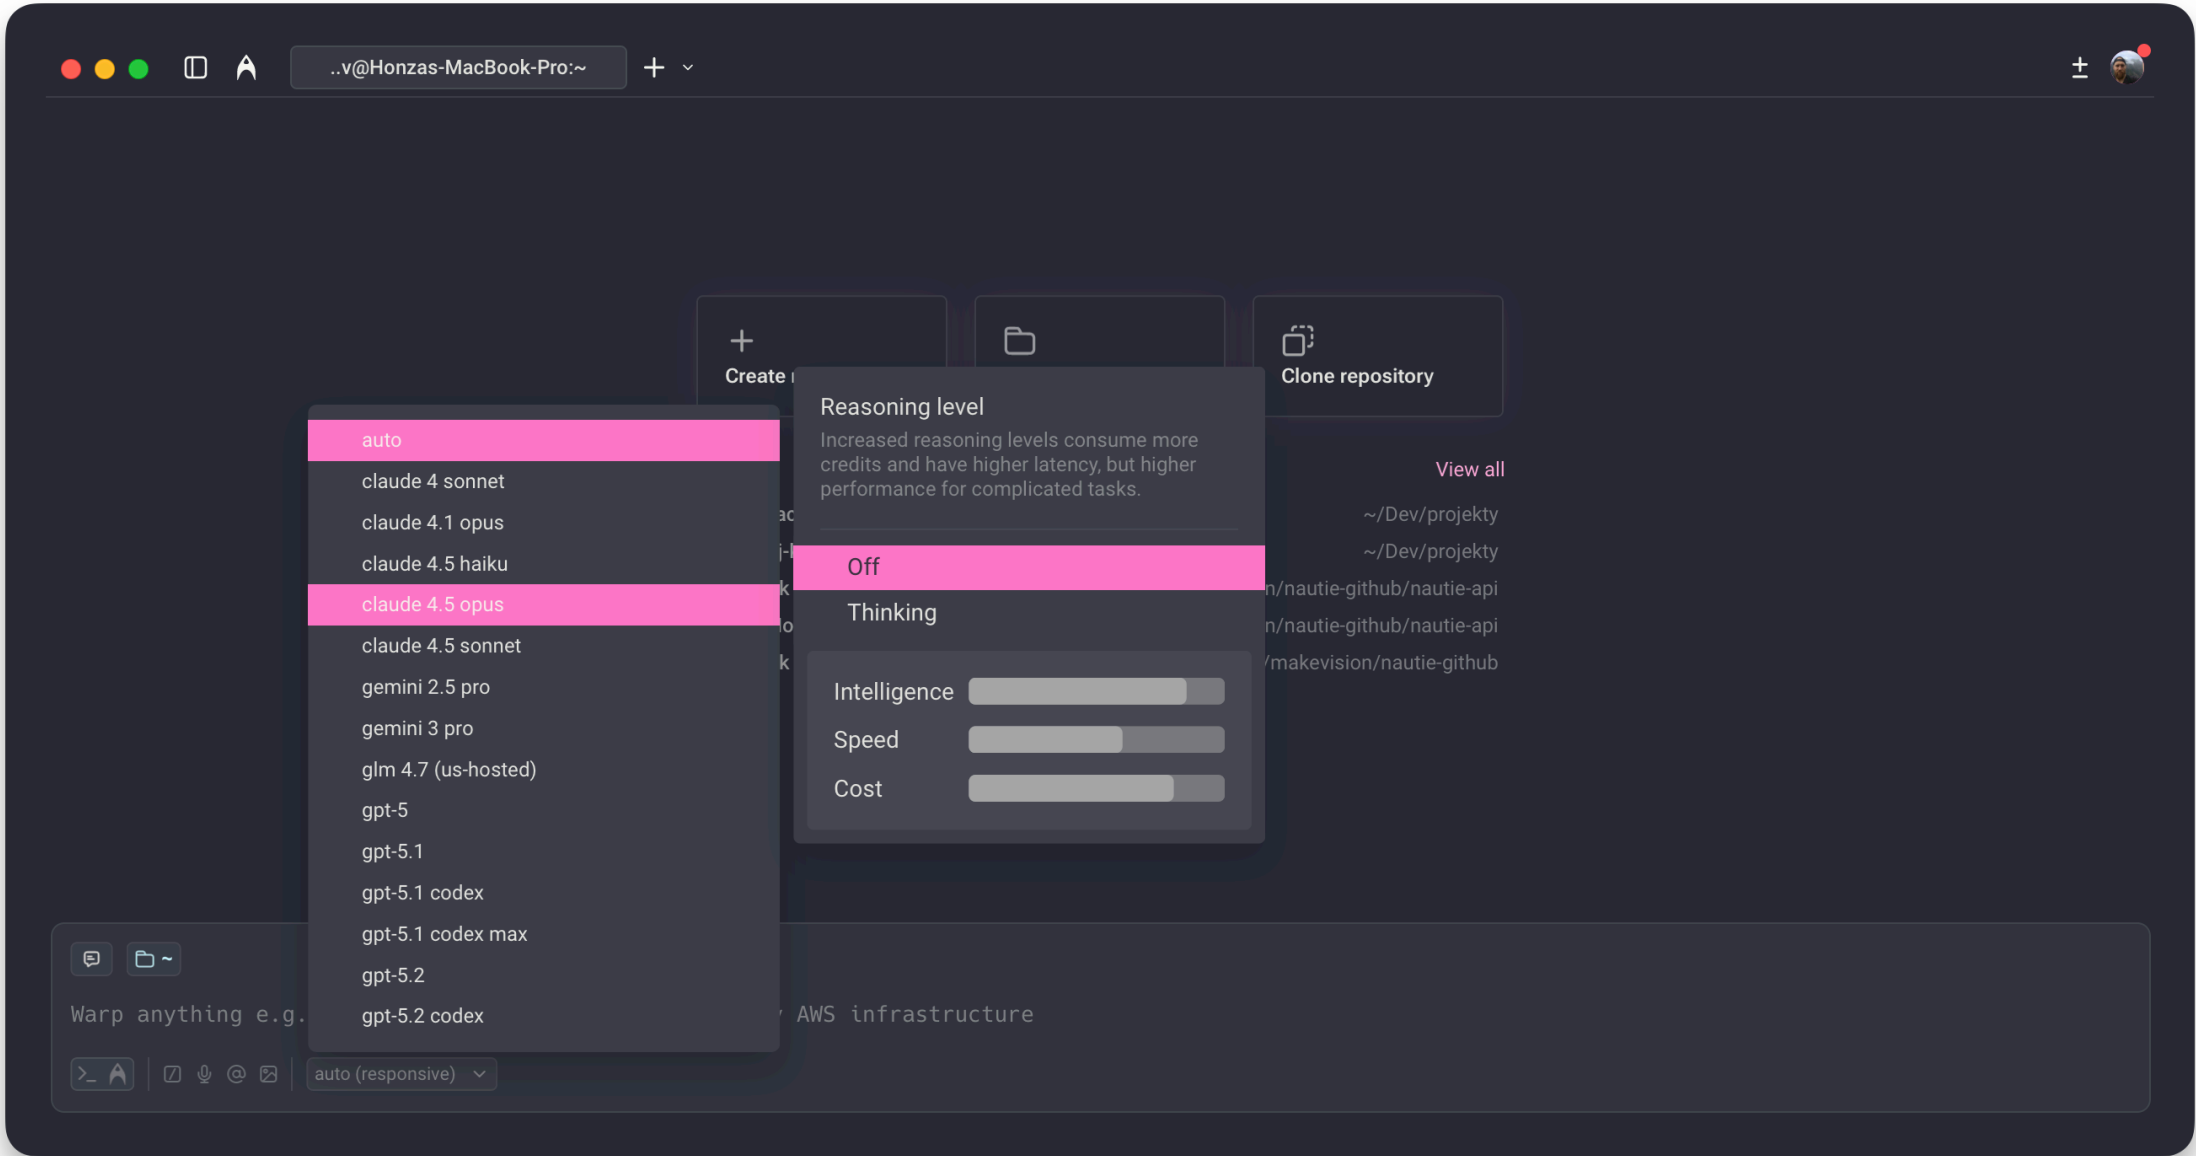 ..v@Honzas-MacBook-Pro:~
Create
Clone repository
View all
~/Dev/projekty
~/Dev/projekty
n/nautie-github/nautie-api
n/nautie-github/nautie-api
/makevision/nautie-github
auto
claude 4 sonnet
claude 4.1 opus
claude 4.5 haiku
claude 4.5 opus
claude 4.5 sonnet
gemini 2.5 pro
gemini 3 pro
glm 4.7 (us-hosted)
gpt-5
gpt-5.1
gpt-5.1 codex
gpt-5.1 codex max
gpt-5.2
gpt-5.2 codex
Reasoning level
Increased reasoning levels consume more
credits and have higher latency, but higher
performance for complicated tasks.
Off
Thinking
Intelligence
Speed
Cost
~
Warp anything e.g. AWS infrastructure
auto (responsive)